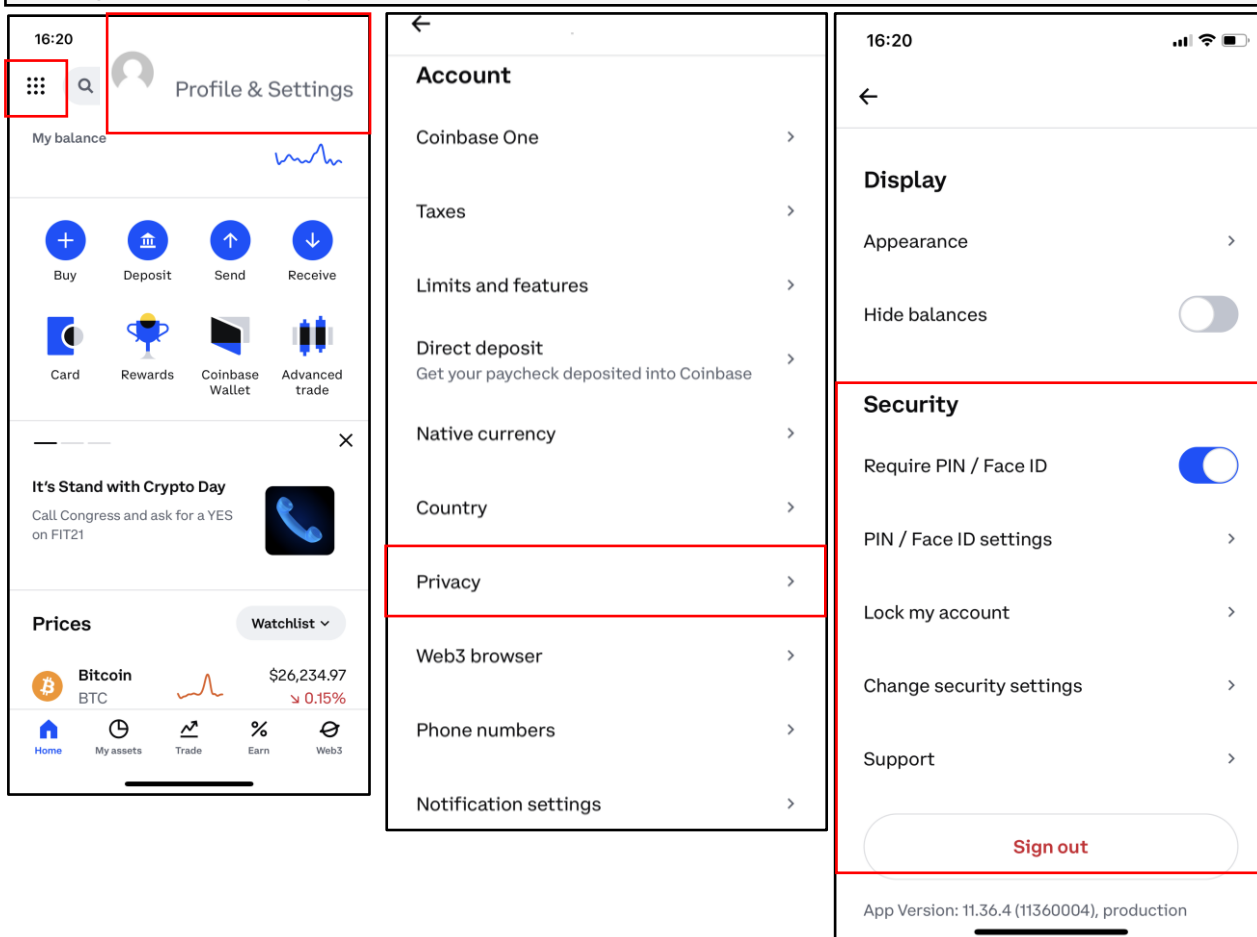 16:20
Profile & Settings
My balance
Buy
Deposit
Send
Receive
Card
Rewards
Coinbase
Wallet
Advanced
trade
It's Stand with Crypto Day
Call Congress and ask for a YES
on FIT21
Prices
Watchlist
Bitcoin
BTC
$26,234.97
↘ 0.15%
Home
My assets
Trade
Earn
Web3
Account
Coinbase One
Taxes
Limits and features
Direct deposit
Get your paycheck deposited into Coinbase
Native currency
Country
Privacy
Web3 browser
Phone numbers
Notification settings
16:20
Display
Appearance
Hide balances
Security
Require PIN / Face ID
PIN / Face ID settings
Lock my account
Change security settings
Support
Sign out
App Version: 11.36.4 (11360004), production